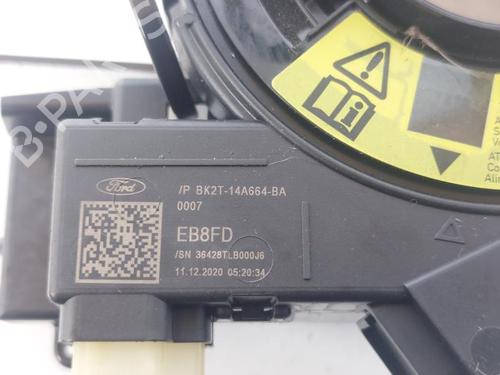 Ford
/P BK2T-14A664-BA
0007
EB8FD
/SN 36428TLB000J6
11.12.2020 05:20:34
B-PARTS